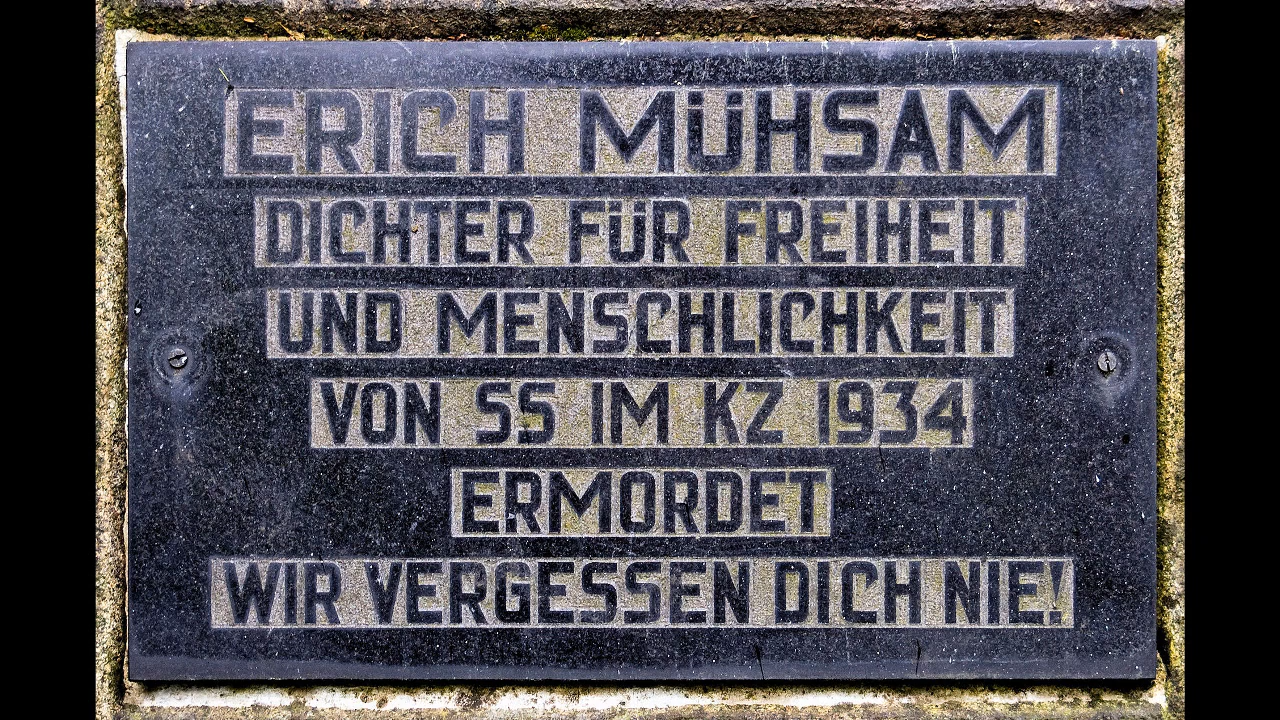 ERICH MÜHSAM
DICHTER FÜR FREIHEIT
UND MENSCHLICHKEIT
VON SS IM KZ 1934
ERMORDET
WIR VERGESSEN DICH NIE!